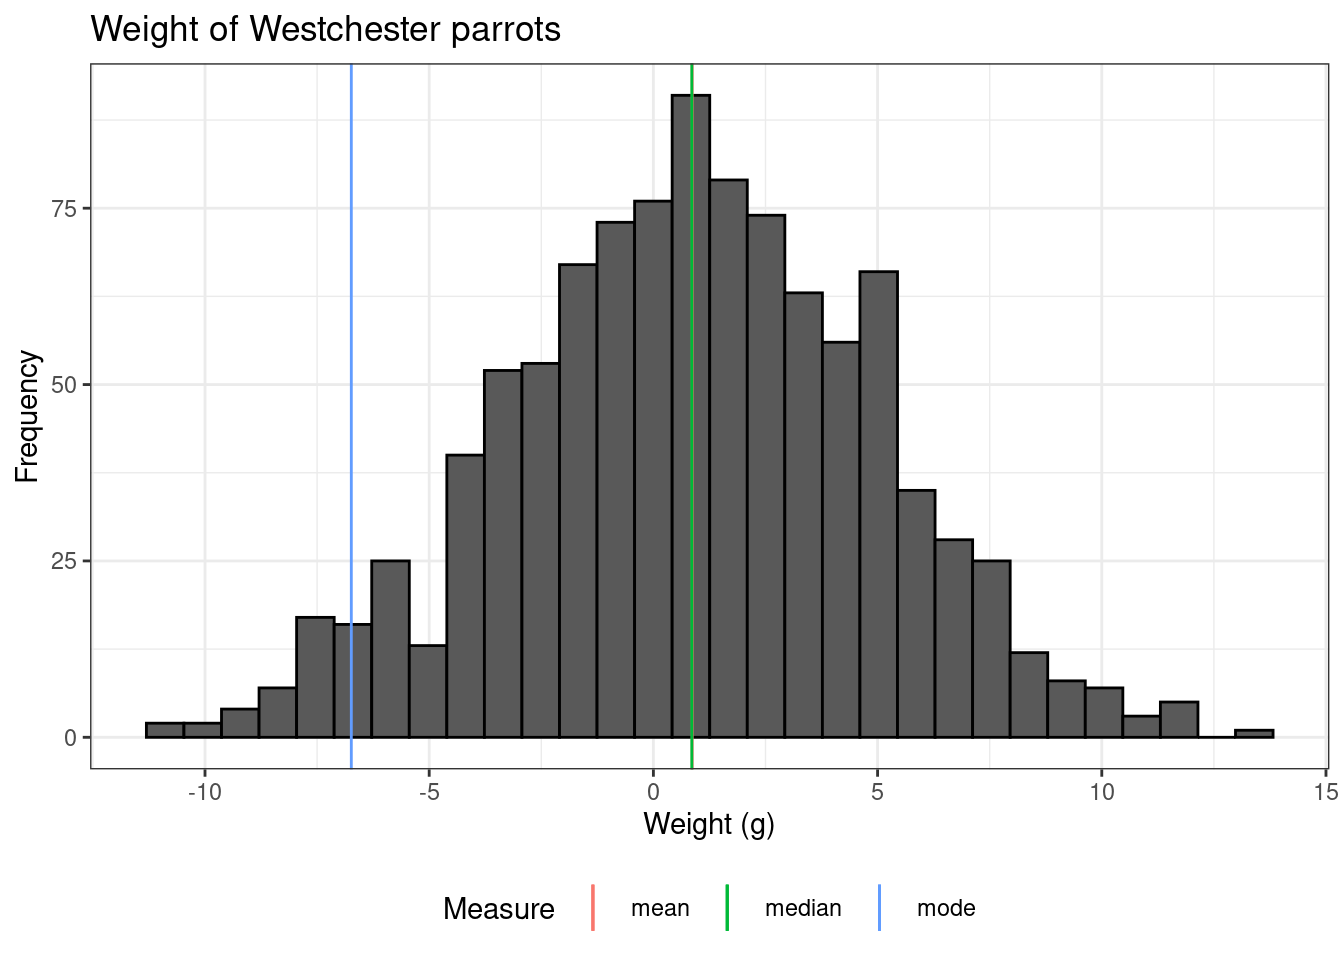 Weight of Westchester parrots
Frequency
75
50
25
0
-10 -5 0 5 10 15
Weight (g)
Measure mean median mode